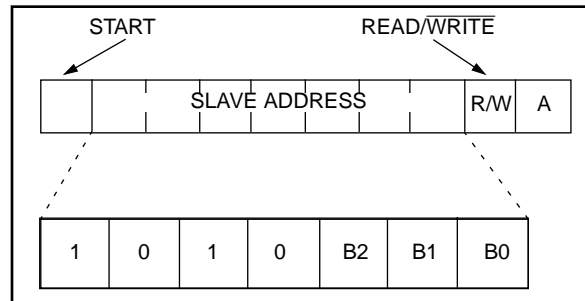 START READ/WRITE
SLAVE ADDRESS R/W A
1 0 1 0 B2 B1 B0